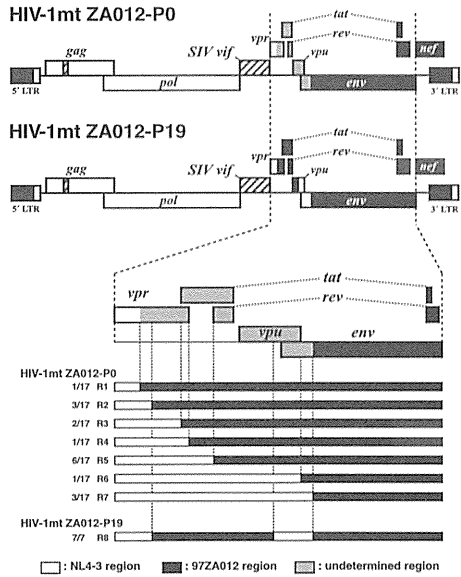 HIV-1mt ZA012-P0
tat
vpr
rev
gag
SIV vif
vpu
nef
5' LTR
pol
env
3' LTR
HIV-1mt ZA012-P19
tat
vpr
rev
gag
SIV vif
vpu
nef
5' LTR
pol
env
3' LTR
tat
vpr
rev
vpu
env
HIV-1mt ZA012-P0
1/17 R1
3/17 R2
2/17 R3
1/17 R4
6/17 R5
1/17 R6
3/17 R7
HIV-1mt ZA012-P19
7/7 R8
: NL4-3 region : 97ZA012 region : undetermined region